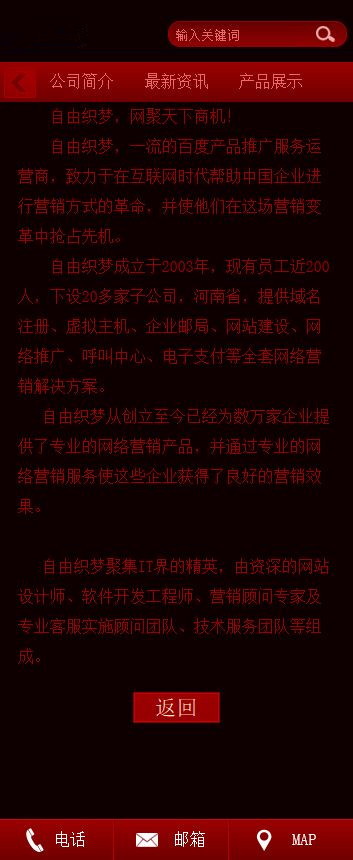 输入关键词
公司简介 最新资讯 产品展示
自由织梦，网聚天下商机！
自由织梦，一流的百度产品推广服务运
营商，致力于在互联网时代帮助中国企业进
行营销方式的革命，并使他们在这场营销变
革中抢占先机。
自由织梦成立于2003年，现有员工近200
人，下设20多家子公司，河南省，提供域名
注册、虚拟主机、企业邮局、网站建设、网
络推广、呼叫中心、电子支付等全套网络营
销解决方案。
自由织梦从创立至今已经为数万家企业提
供了专业的网络营销产品，并通过专业的网
络营销服务使这些企业获得了良好的营销效
果。
自由织梦聚集IT界的精英，由资深的网站
设计师、软件开发工程师、营销顾问专家及
专业客服实施顾问团队、技术服务团队等组
成。
返回
电话 邮箱 MAP